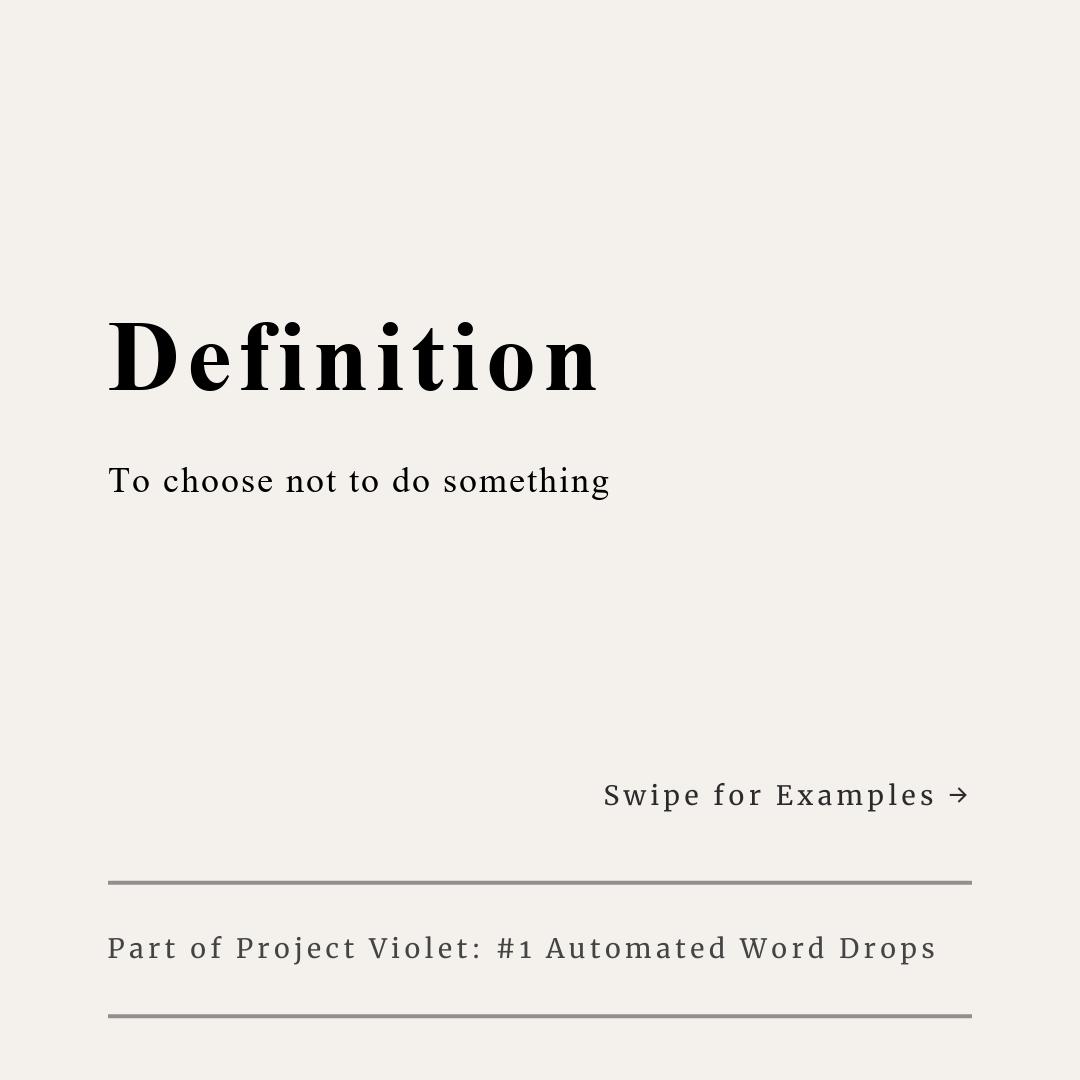 Definition
To choose not to do something
Swipe for Examples →
Part of Project Violet: #1 Automated Word Drops